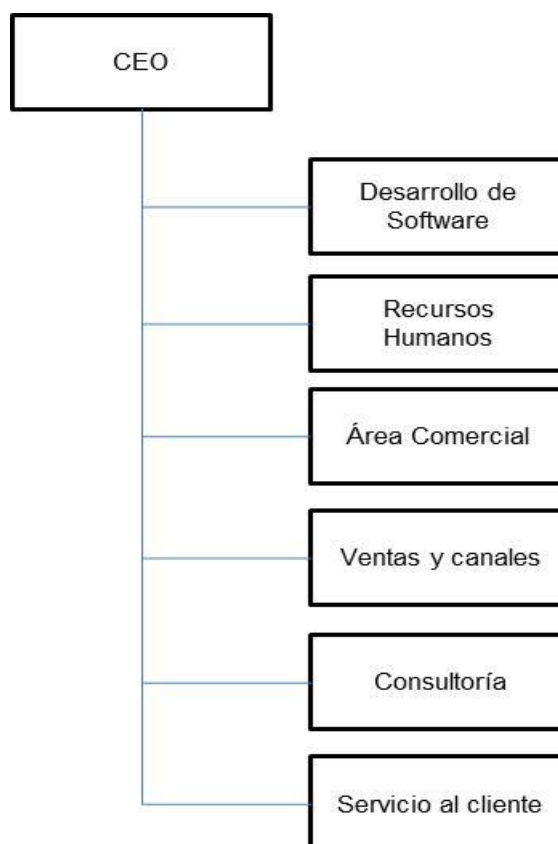 CEO
Desarrollo de
Software
Recursos
Humanos
Área Comercial
Ventas y canales
Consultoría
Servicio al cliente